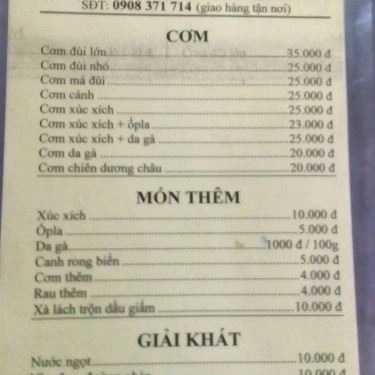 SĐT: 0908 371 714 (giao hàng tận nơi)
CƠM
Cơm đùi lớn 35.000 đ
Cơm đùi nhỏ 25.000 đ
Cơm má đùi 25.000 đ
Cơm cánh 25.000 đ
Cơm xúc xích 25.000 đ
Cơm xúc xích + ốpla 23.000 đ
Cơm xúc xích + da gà 25.000 đ
Cơm da gà 20.000 đ
Cơm chiên dương châu 20.000 đ
MÓN THÊM
Xúc xích 10.000 đ
Ôpla 5.000 đ
Da gà 1000 đ / 100g
Canh rong biển 5.000 đ
Cơm thêm 4.000 đ
Rau thêm 4.000 đ
Xà lách trộn dầu giấm 10.000 đ
GIẢI KHÁT
Nước ngọt 10.000 đ
10.000 đ